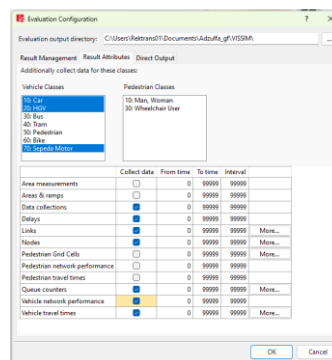 Evaluation Configuration ? X
Evaluation output directory: C:\Users\Rektrans01\Documents\Adzulfa_gf\VISSIM\ ...
Result Management Result Attributes Direct Output
Additionally collect data for these classes:
Vehicle Classes Pedestrian Classes
10: Car 10: Man, Woman
20: HGV 30: Wheelchair User
30: Bus
40: Tram
50: Pedestrian
60: Bike
70: Sepeda Motor
Collect data From time To time Interval
Area measurements 0 99999 99999
Areas & ramps 0 99999 99999
Data collections 0 99999 99999
Delays 0 99999 99999
Links 0 99999 99999 More...
Nodes 0 99999 99999 More...
Pedestrian Grid Cells 0 99999 99999 More...
Pedestrian network performance 0 99999 99999
Pedestrian travel times 0 99999 99999
Queue counters 0 99999 99999 More...
Vehicle network performance 0 99999 99999
Vehicle travel times 0 99999 99999 More...
OK Cancel